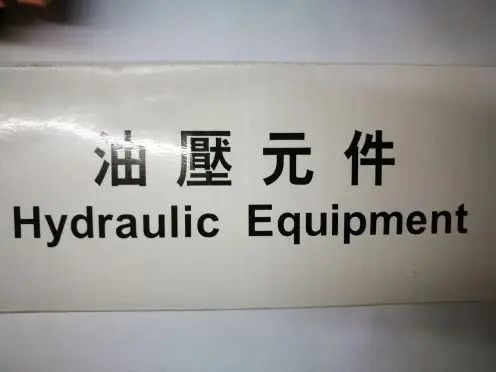 油壓元件
Hydraulic Equipment